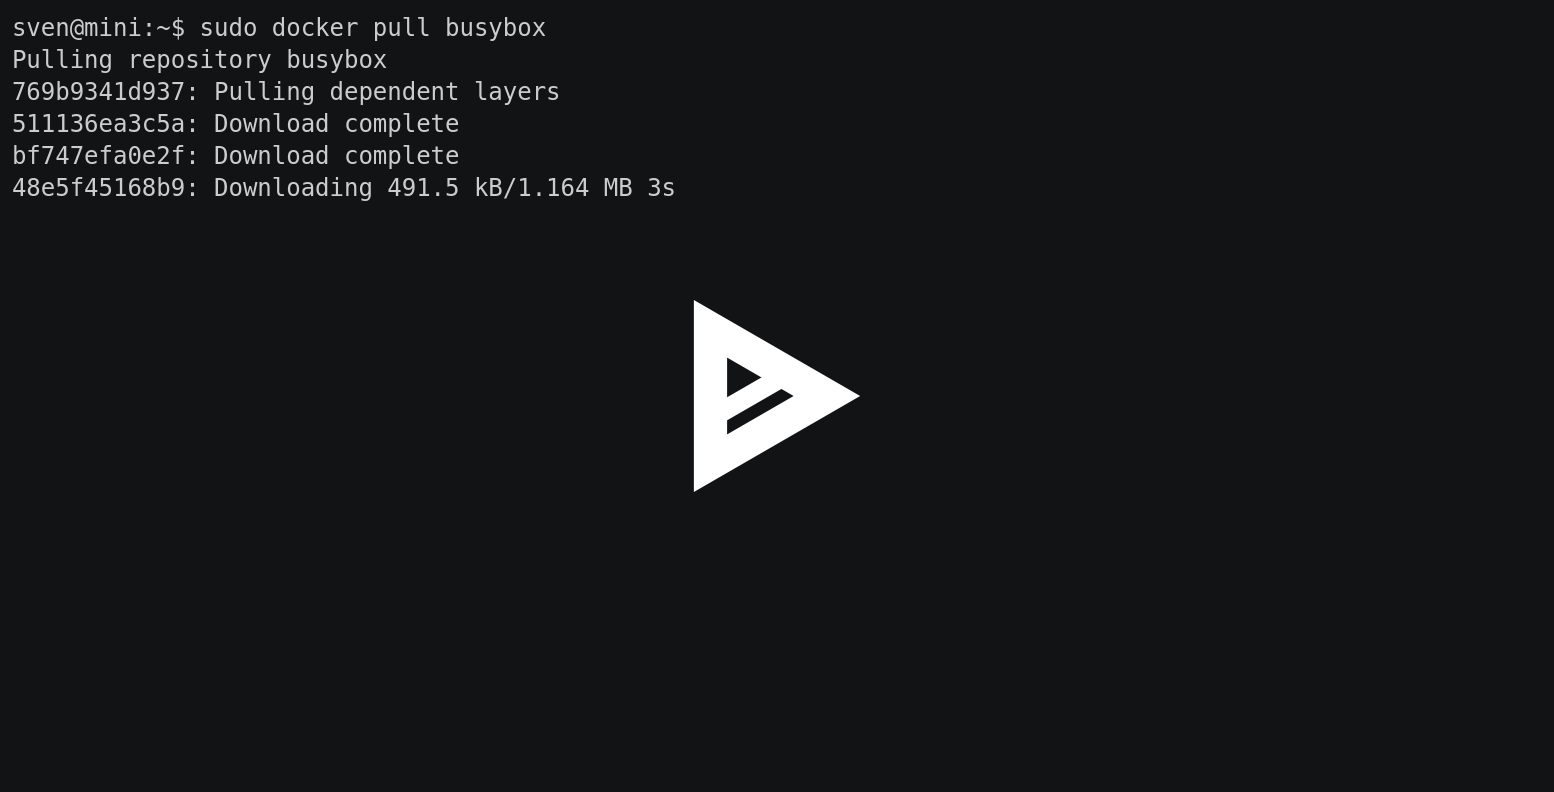 sven@mini:~$ sudo docker pull busybox
Pulling repository busybox
769b9341d937: Pulling dependent layers
511136ea3c5a: Download complete
bf747efa0e2f: Download complete
48e5f45168b9: Downloading 491.5 kB/1.164 MB 3s